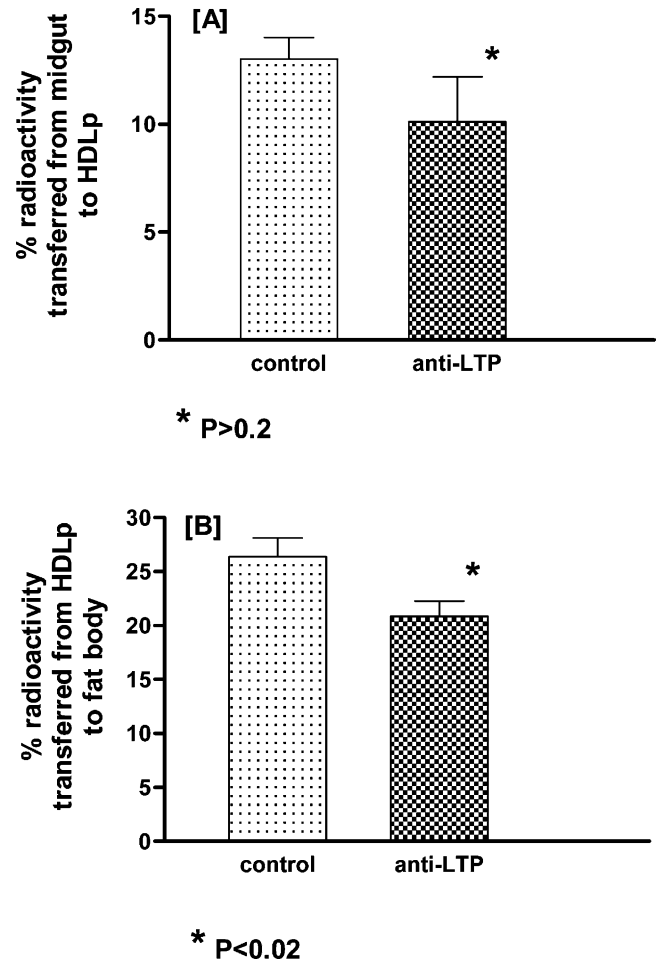 [A]
% radioactivity
transferred from midgut
to HDLp
15
10
5
0
*
control
anti-LTP
* P>0.2
[B]
% radioactivity
transferred from HDLp
to fat body
30
25
20
15
10
5
0
*
control
anti-LTP
* P<0.02